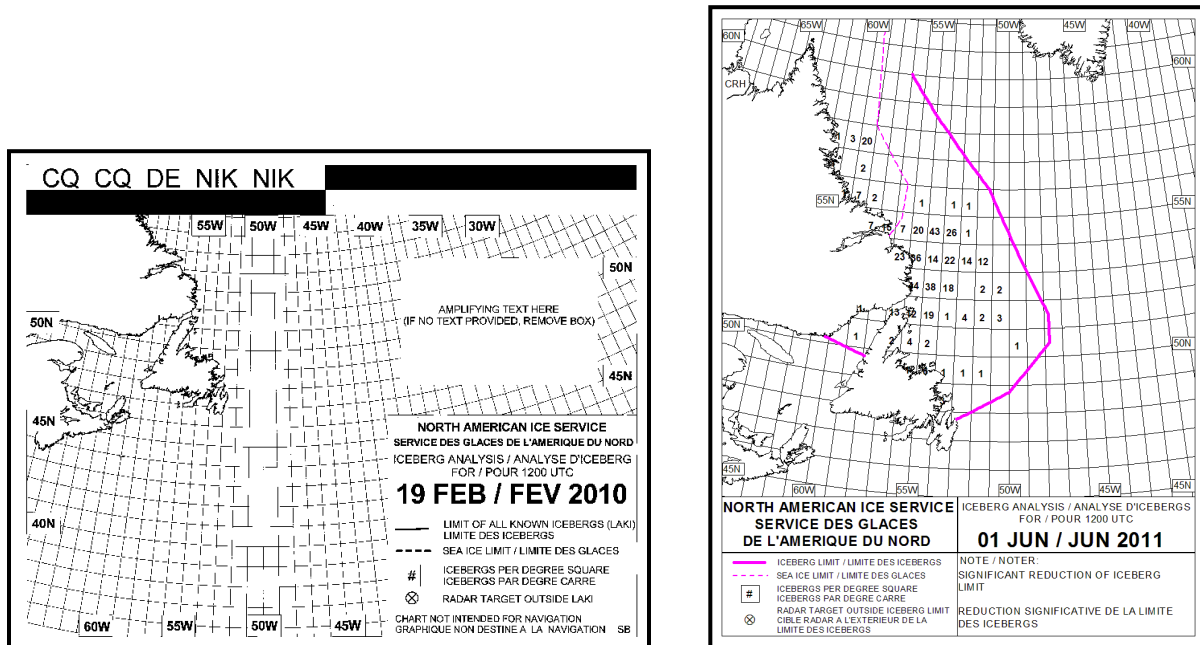 CQ CQ DE NIK NIK
55W 50W 45W 40W 35W 30W
50N
AMPLIFYING TEXT HERE
(IF NO TEXT PROVIDED, REMOVE BOX)
50N
45N
45N
NORTH AMERICAN ICE SERVICE
SERVICE DES GLACES DE L'AMERIQUE DU NORD
ICEBERG ANALYSIS / ANALYSE D'ICEBERG
FOR / POUR 1200 UTC
19 FEB / FEV 2010
LIMIT OF ALL KNOWN ICEBERGS (LAKI)
LIMITE DES ICEBERGS
40N
SEA ICE LIMIT / LIMITE DES GLACES
# ICEBERGS PER DEGREE SQUARE
ICEBERGS PAR DEGRE CARRE
RADAR TARGET OUTSIDE LAKI
CHART NOT INTENDED FOR NAVIGATION
GRAPHIQUE NON DESTINE A LA NAVIGATION SB
60W 55W 50W 45W
65W 60W 55W 50W 45W 40W
60N
60N
CRH
3 20
2
7 2 1 1 1
55N
55N
7 7 20 43 26 1
23 36 14 22 14 12
38 18 2 2
13 19 1 4 2 3
50N
1 2 4 2 1
50N
1 1 1
45N
45N
60W 55W 50W 45W
NORTH AMERICAN ICE SERVICE
SERVICE DES GLACES
DE L'AMERIQUE DU NORD
ICEBERG ANALYSIS / ANALYSE D'ICEBERGS
FOR / POUR 1200 UTC
01 JUN / JUN 2011
ICEBERG LIMIT / LIMITE DES ICEBERGS
SEA ICE LIMIT / LIMITE DES GLACES
# ICEBERGS PER DEGREE SQUARE
ICEBERGS PAR DEGRE CARRE
RADAR TARGET OUTSIDE ICEBERG LIMIT
CIBLE RADAR A L'EXTERIEUR DE LA
LIMITE DES ICEBERGS
NOTE / NOTER:
SIGNIFICANT REDUCTION OF ICEBERG
LIMIT
REDUCTION SIGNIFICATIVE DE LA LIMITE
DES ICEBERGS